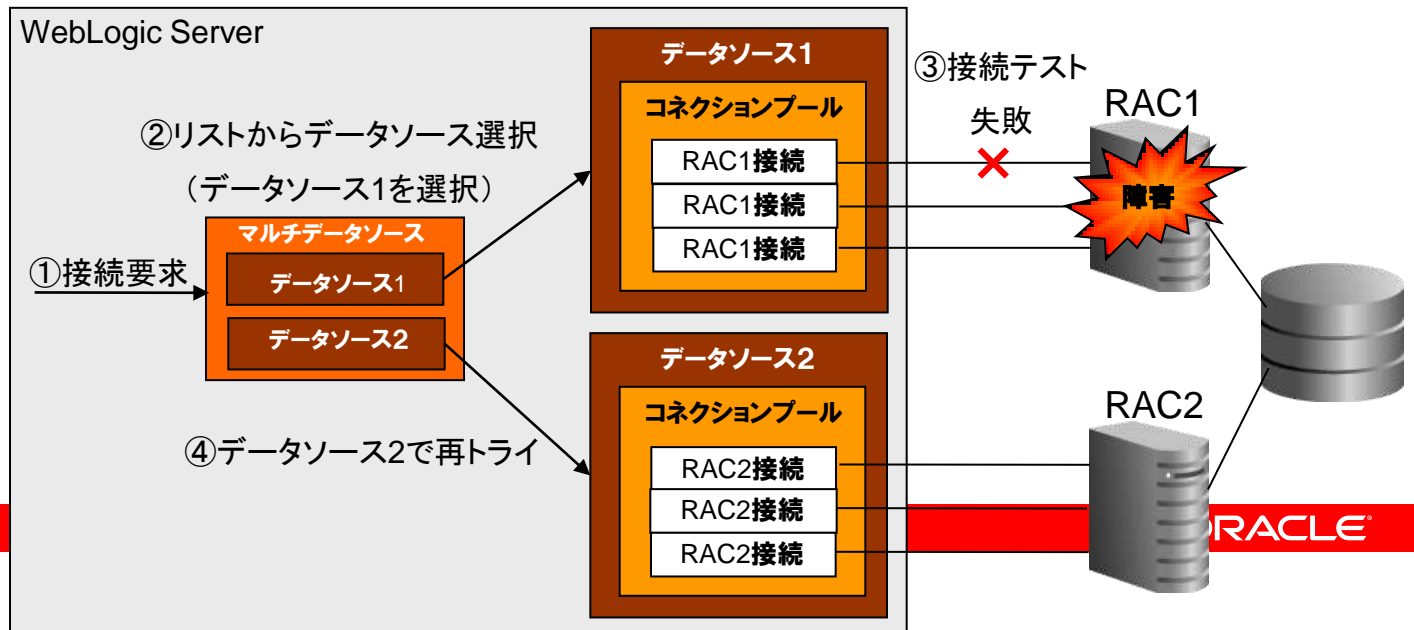 WebLogic Server
①接続要求
②リストからデータソース選択
（データソース1を選択）
マルチデータソース
データソース1
データソース2
④データソース2で再トライ
データソース1
コネクションプール
RAC1接続
RAC1接続
RAC1接続
データソース2
コネクションプール
RAC2接続
RAC2接続
RAC2接続
③接続テスト
失敗
RAC1
障害
RAC2
RACLE